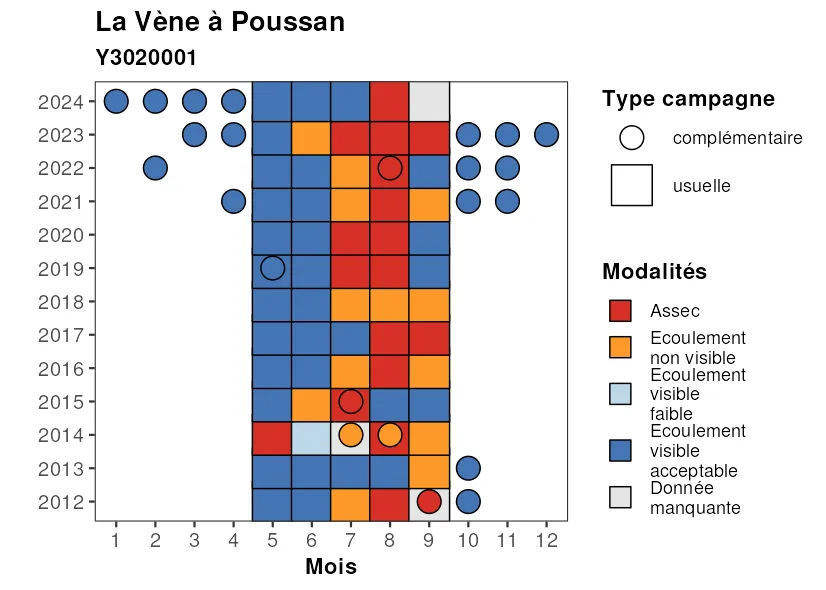 La Vène à Poussan
Y3020001
2024
2023
2022
2021
2020
2019
2018
2017
2016
2015
2014
2013
2012
1 2 3 4 5 6 7 8 9 10 11 12
Mois
Type campagne
complémentaire
usuelle
Modalités
Assec
Ecoulement
non visible
Ecoulement
visible
faible
Ecoulement
visible
acceptable
Donnée
manquante